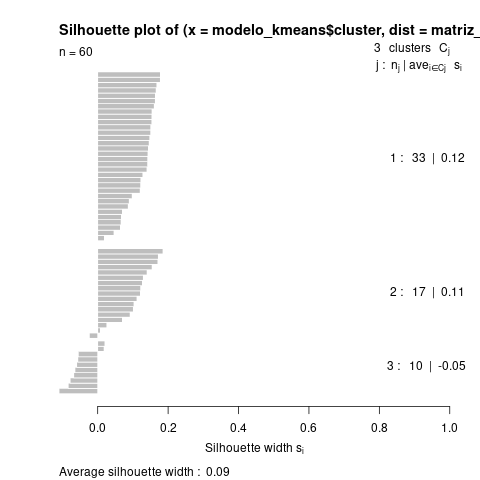 Silhouette plot of (x = modelo_kmeans$cluster, dist = matriz_
n = 60
3 clusters Cj
j : nj | avei∈Cj si
1 : 33 | 0.12
2 : 17 | 0.11
3 : 10 | -0.05
0.0 0.2 0.4 0.6 0.8 1.0
Silhouette width si
Average silhouette width : 0.09